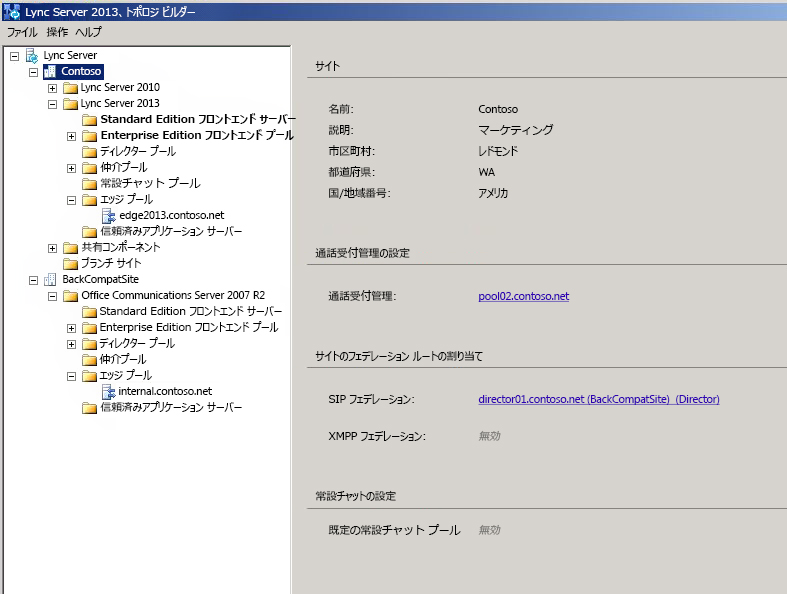 Lync Server 2013、トポロジ ビルダー
ファイル 操作 ヘルプ
Lync Server
Contoso
Lync Server 2010
Lync Server 2013
Standard Edition フロントエンド サーバー
Enterprise Edition フロントエンド プール
ディレクター プール
仲介プール
常設チャット プール
エッジ プール
edge2013.contoso.net
信頼済みアプリケーション サーバー
共有コンポーネント
ブランチ サイト
BackCompatSite
Office Communications Server 2007 R2
Standard Edition フロントエンド サーバー
Enterprise Edition フロントエンド プール
ディレクター プール
仲介プール
エッジ プール
internal.contoso.net
信頼済みアプリケーション サーバー
サイト
名前: Contoso
説明: マーケティング
市区町村: レドモンド
都道府県: WA
国/地域番号: アメリカ
通話受付管理の設定
通話受付管理: pool02.contoso.net
サイトのフェデレーション ルートの割り当て
SIP フェデレーション: director01.contoso.net (BackCompatSite) (Director)
XMPP フェデレーション: 無効
常設チャットの設定
既定の常設チャット プール 無効